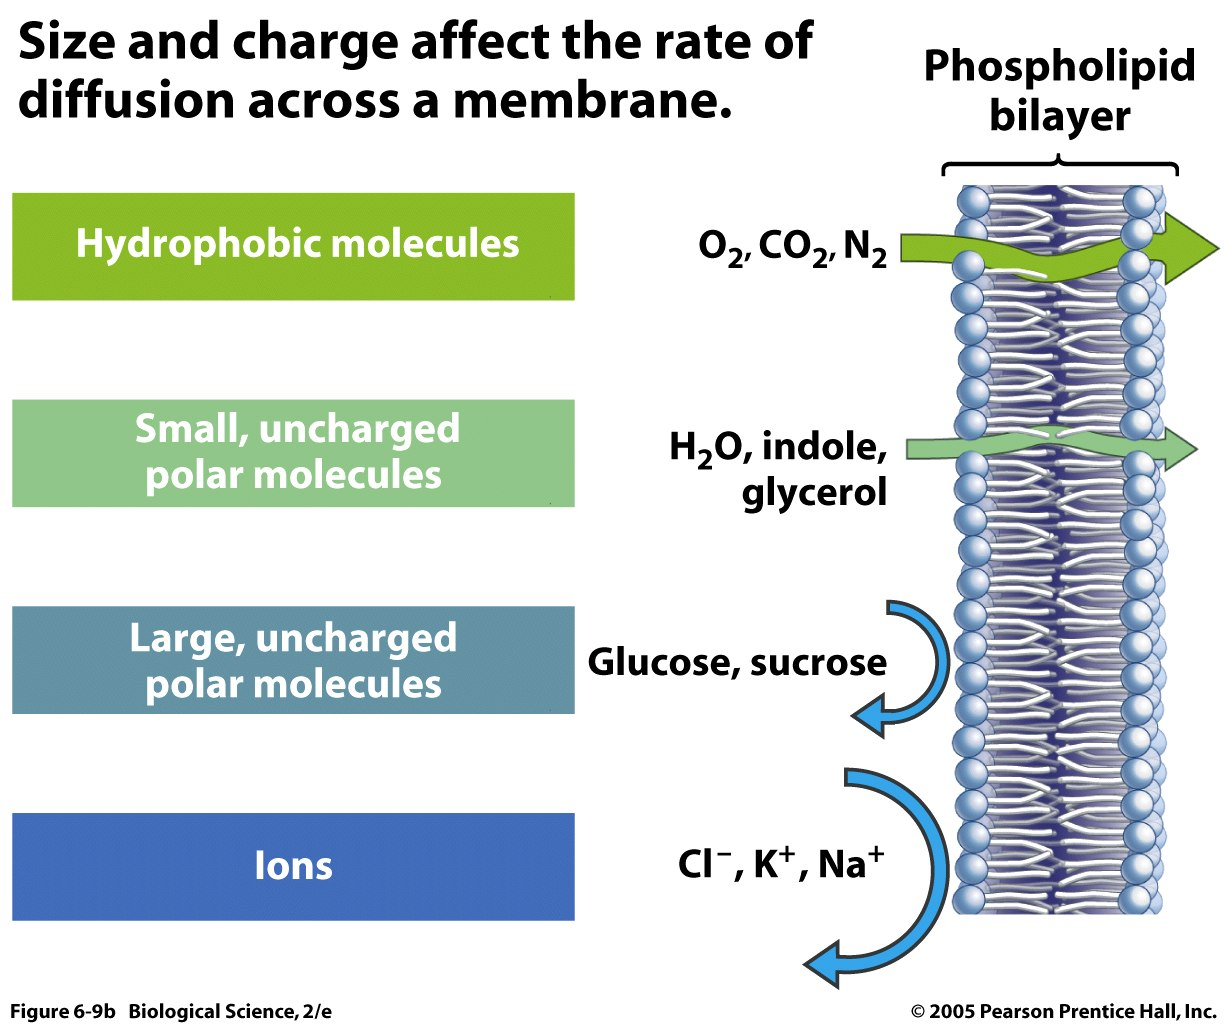 Size and charge affect the rate of
diffusion across a membrane.
Phospholipid
bilayer
Hydrophobic molecules
O₂, CO₂, N₂
Small, uncharged
polar molecules
H₂O, indole,
glycerol
Large, uncharged
polar molecules
Glucose, sucrose
Ions
Cl⁻, K⁺, Na⁺
Figure 6-9b Biological Science, 2/e
© 2005 Pearson Prentice Hall, Inc.